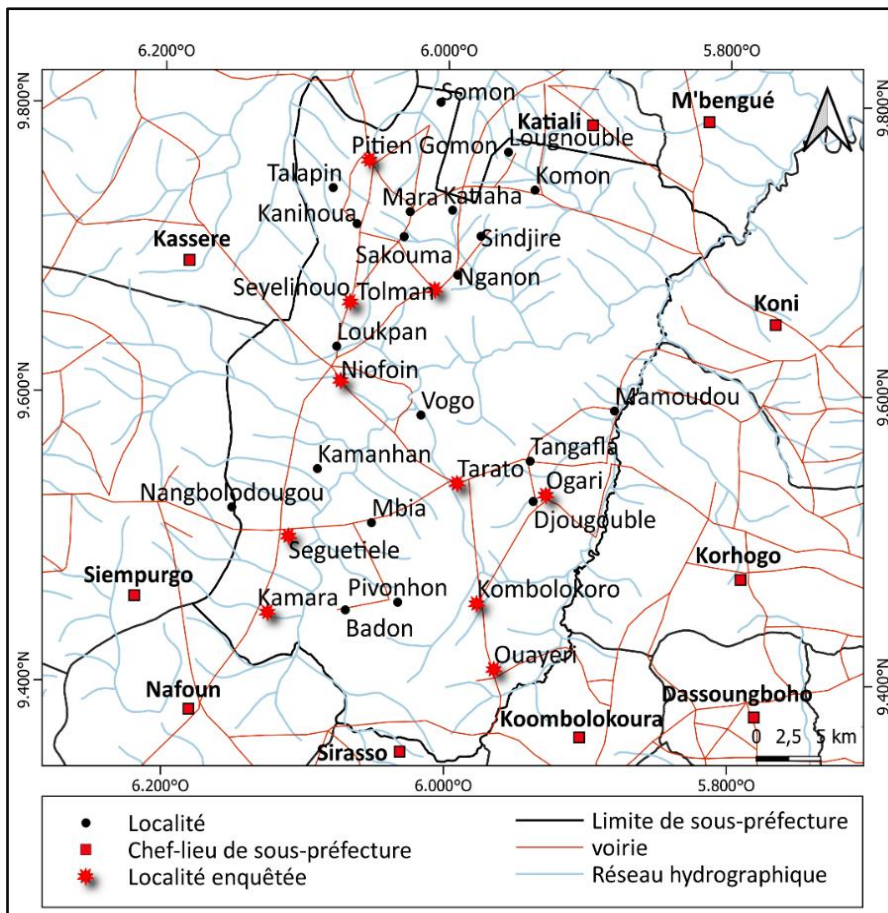 6.200°O 6.000°O 5.800°O
9.800°N 9.800°N
Somon
M'bengué
Katiali
Lougnouble
Pitien Gomon
Talapin
Komon
Mara Katiaha
Kanihoua
Kassere
Sakouma
Sindjire
Nganon
Sevelinouo Tolman
Koni
Loukpan
Niofoin
9.600°N 9.600°N
Vogo
Mamoudou
Kamanhan
Tangafla
Tarato
Ogari
Nangbolodougou
Mbia
Djougouble
Seguetiele
Korhogo
Siempurgo
Kamara
Pivonhon
Kombolokoro
Badon
Ouayeri
9.400°N 9.400°N
Nafoun
Dassoungboho
Koombolokoura
Sirasso
0 2,5 5 km
6.200°O 6.000°O 5.800°O
Localité
Chef-lieu de sous-préfecture
Localité enquêtée
Limite de sous-préfecture
voirie
Réseau hydrographique